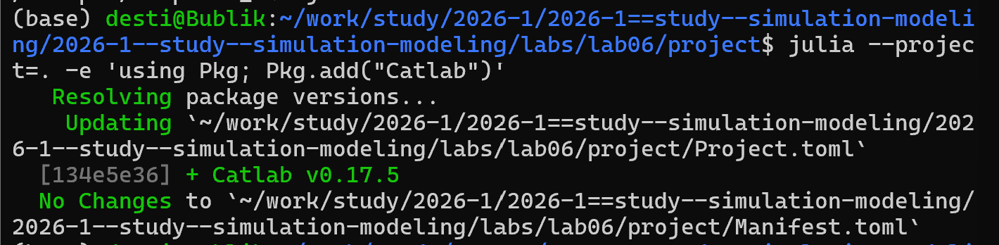 (base) desti@Bublik:~/work/study/2026-1/2026-1==study--simulation-modeli
ng/2026-1--study--simulation-modeling/labs/lab06/project$ julia --projec
t=. -e 'using Pkg; Pkg.add("Catlab")'
   Resolving package versions...
    Updating `~/work/study/2026-1/2026-1==study--simulation-modeling/202
6-1--study--simulation-modeling/labs/lab06/project/Project.toml`
  [134e5e36] + Catlab v0.17.5
  No Changes to `~/work/study/2026-1/2026-1==study--simulation-modeling/
2026-1--study--simulation-modeling/labs/lab06/project/Manifest.toml`